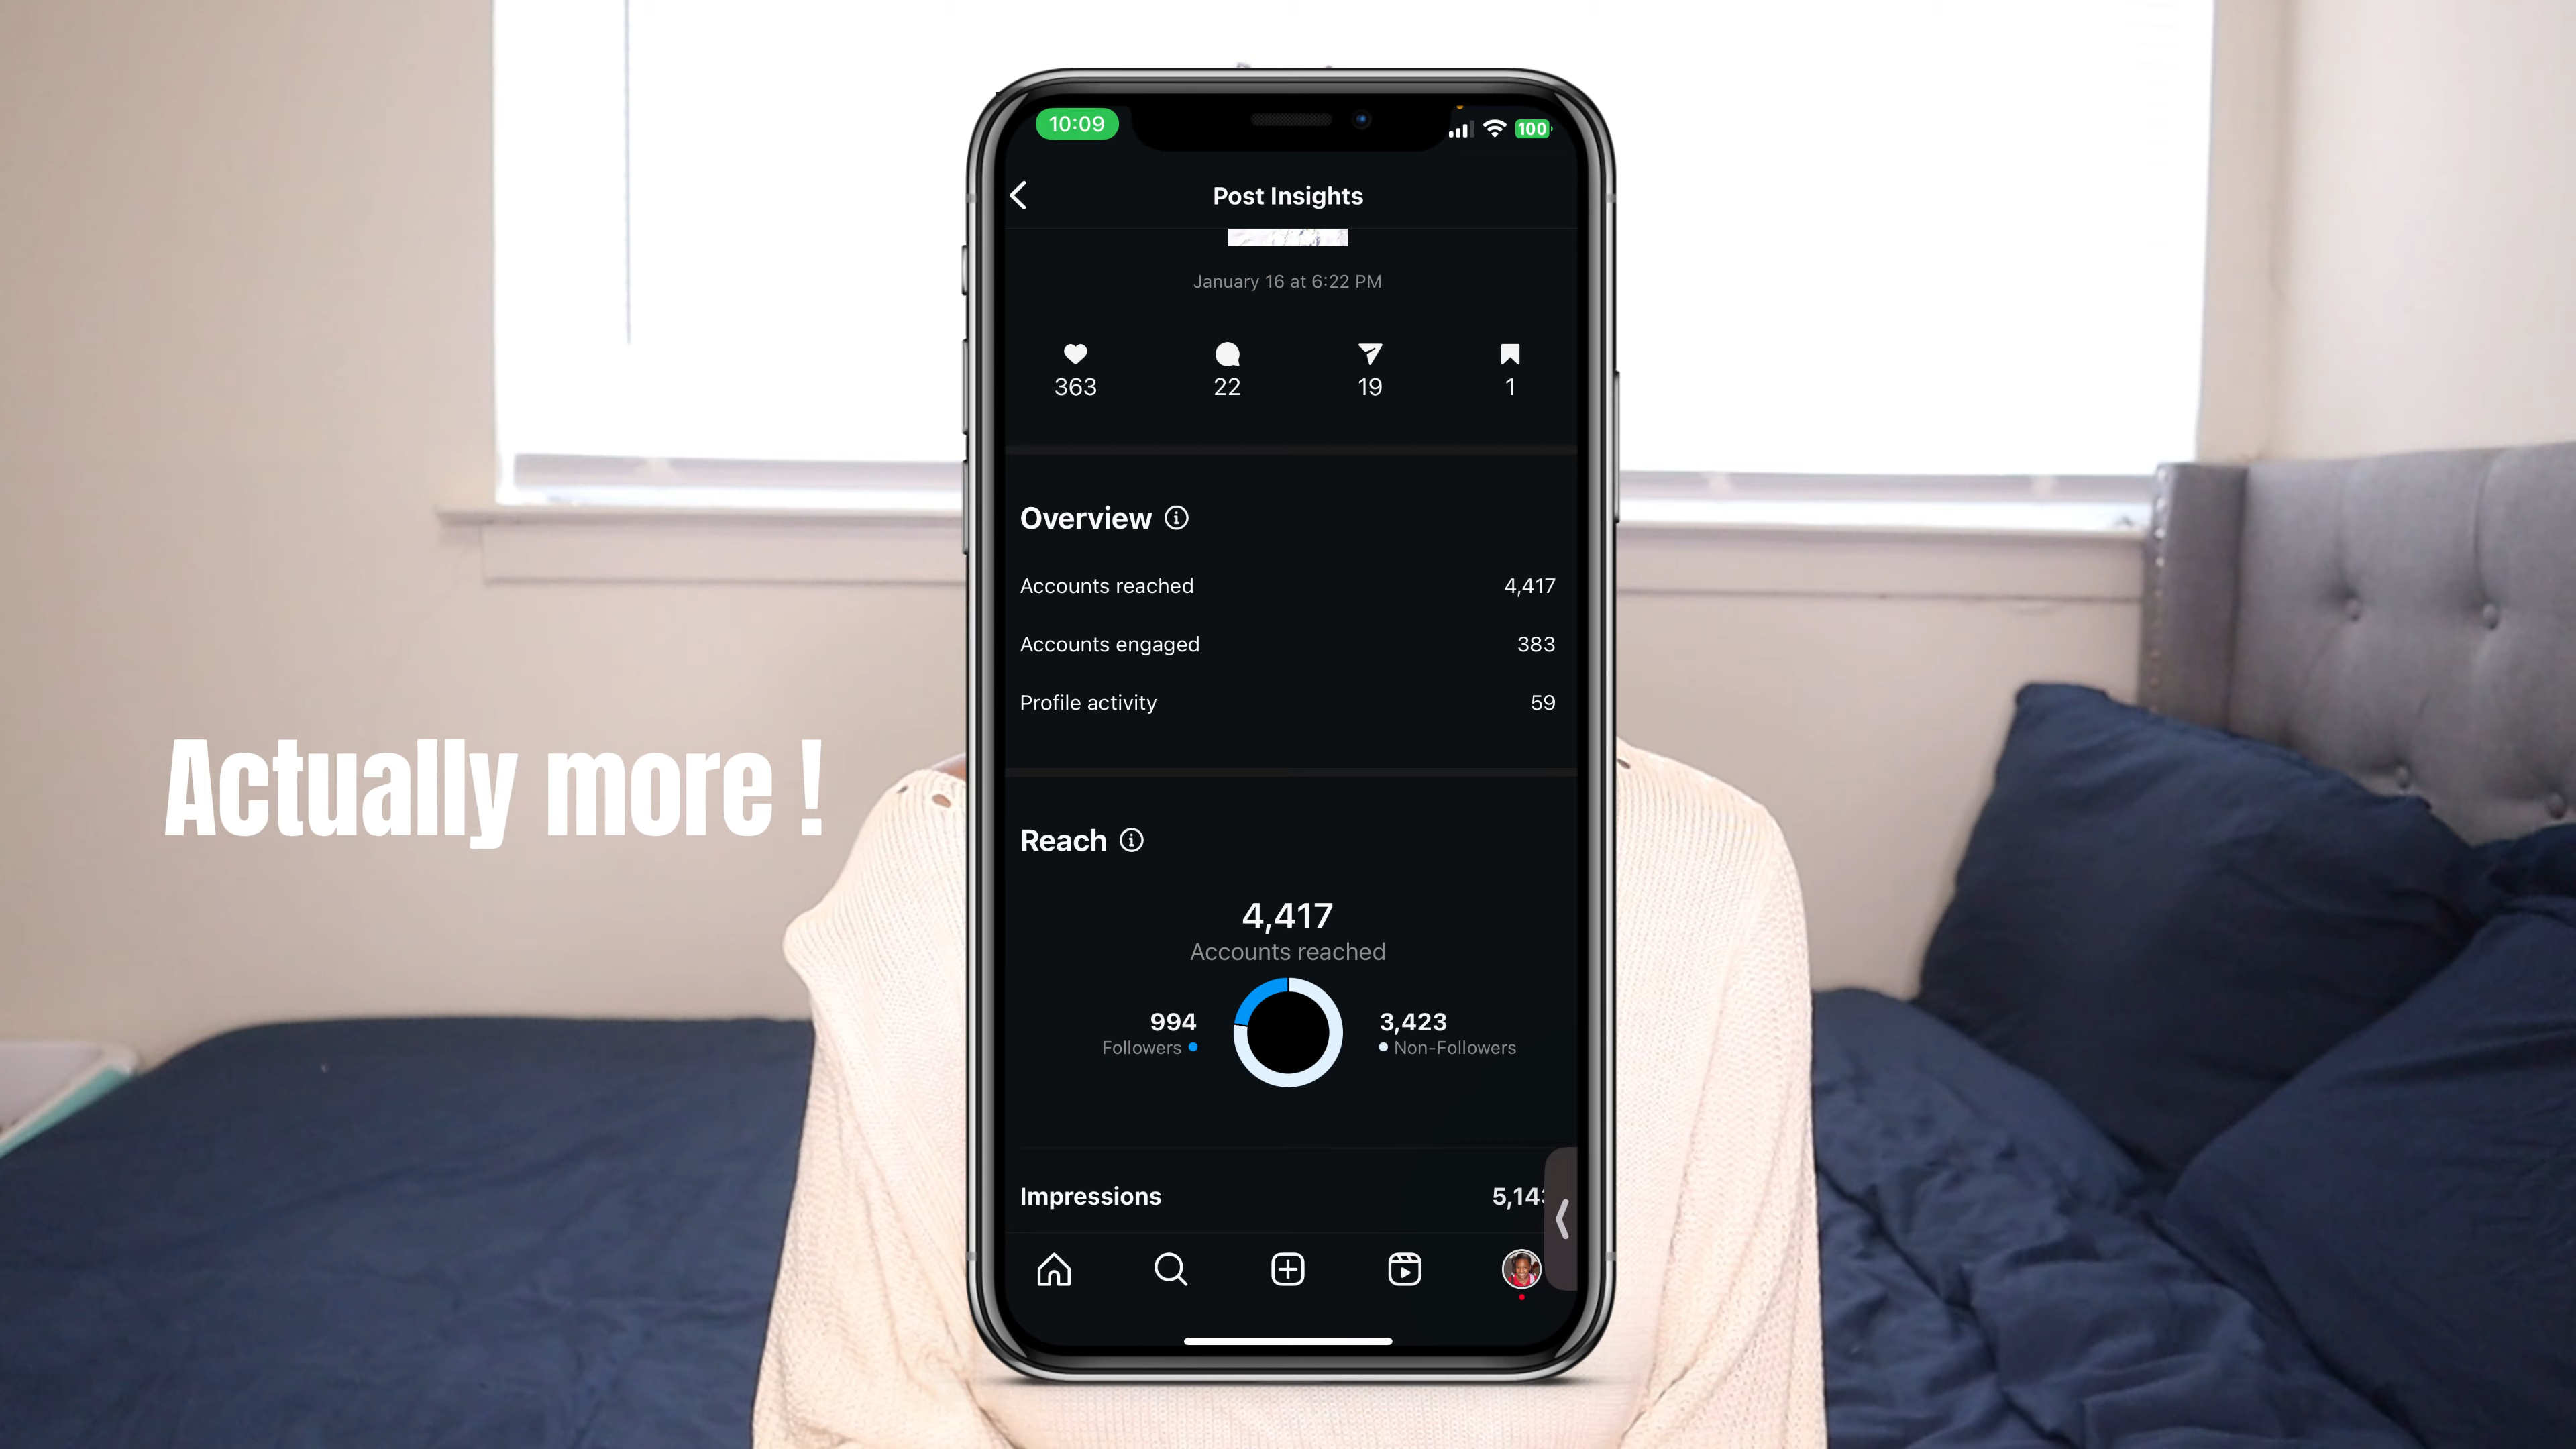 10:09
100
Post Insights
January 16 at 6:22 PM
363 22 19 1
Overview
Accounts reached 4,417
Accounts engaged 383
Profile activity 59
Actually more !
Reach
4,417
Accounts reached
994 3,423
Followers Non-Followers
Impressions